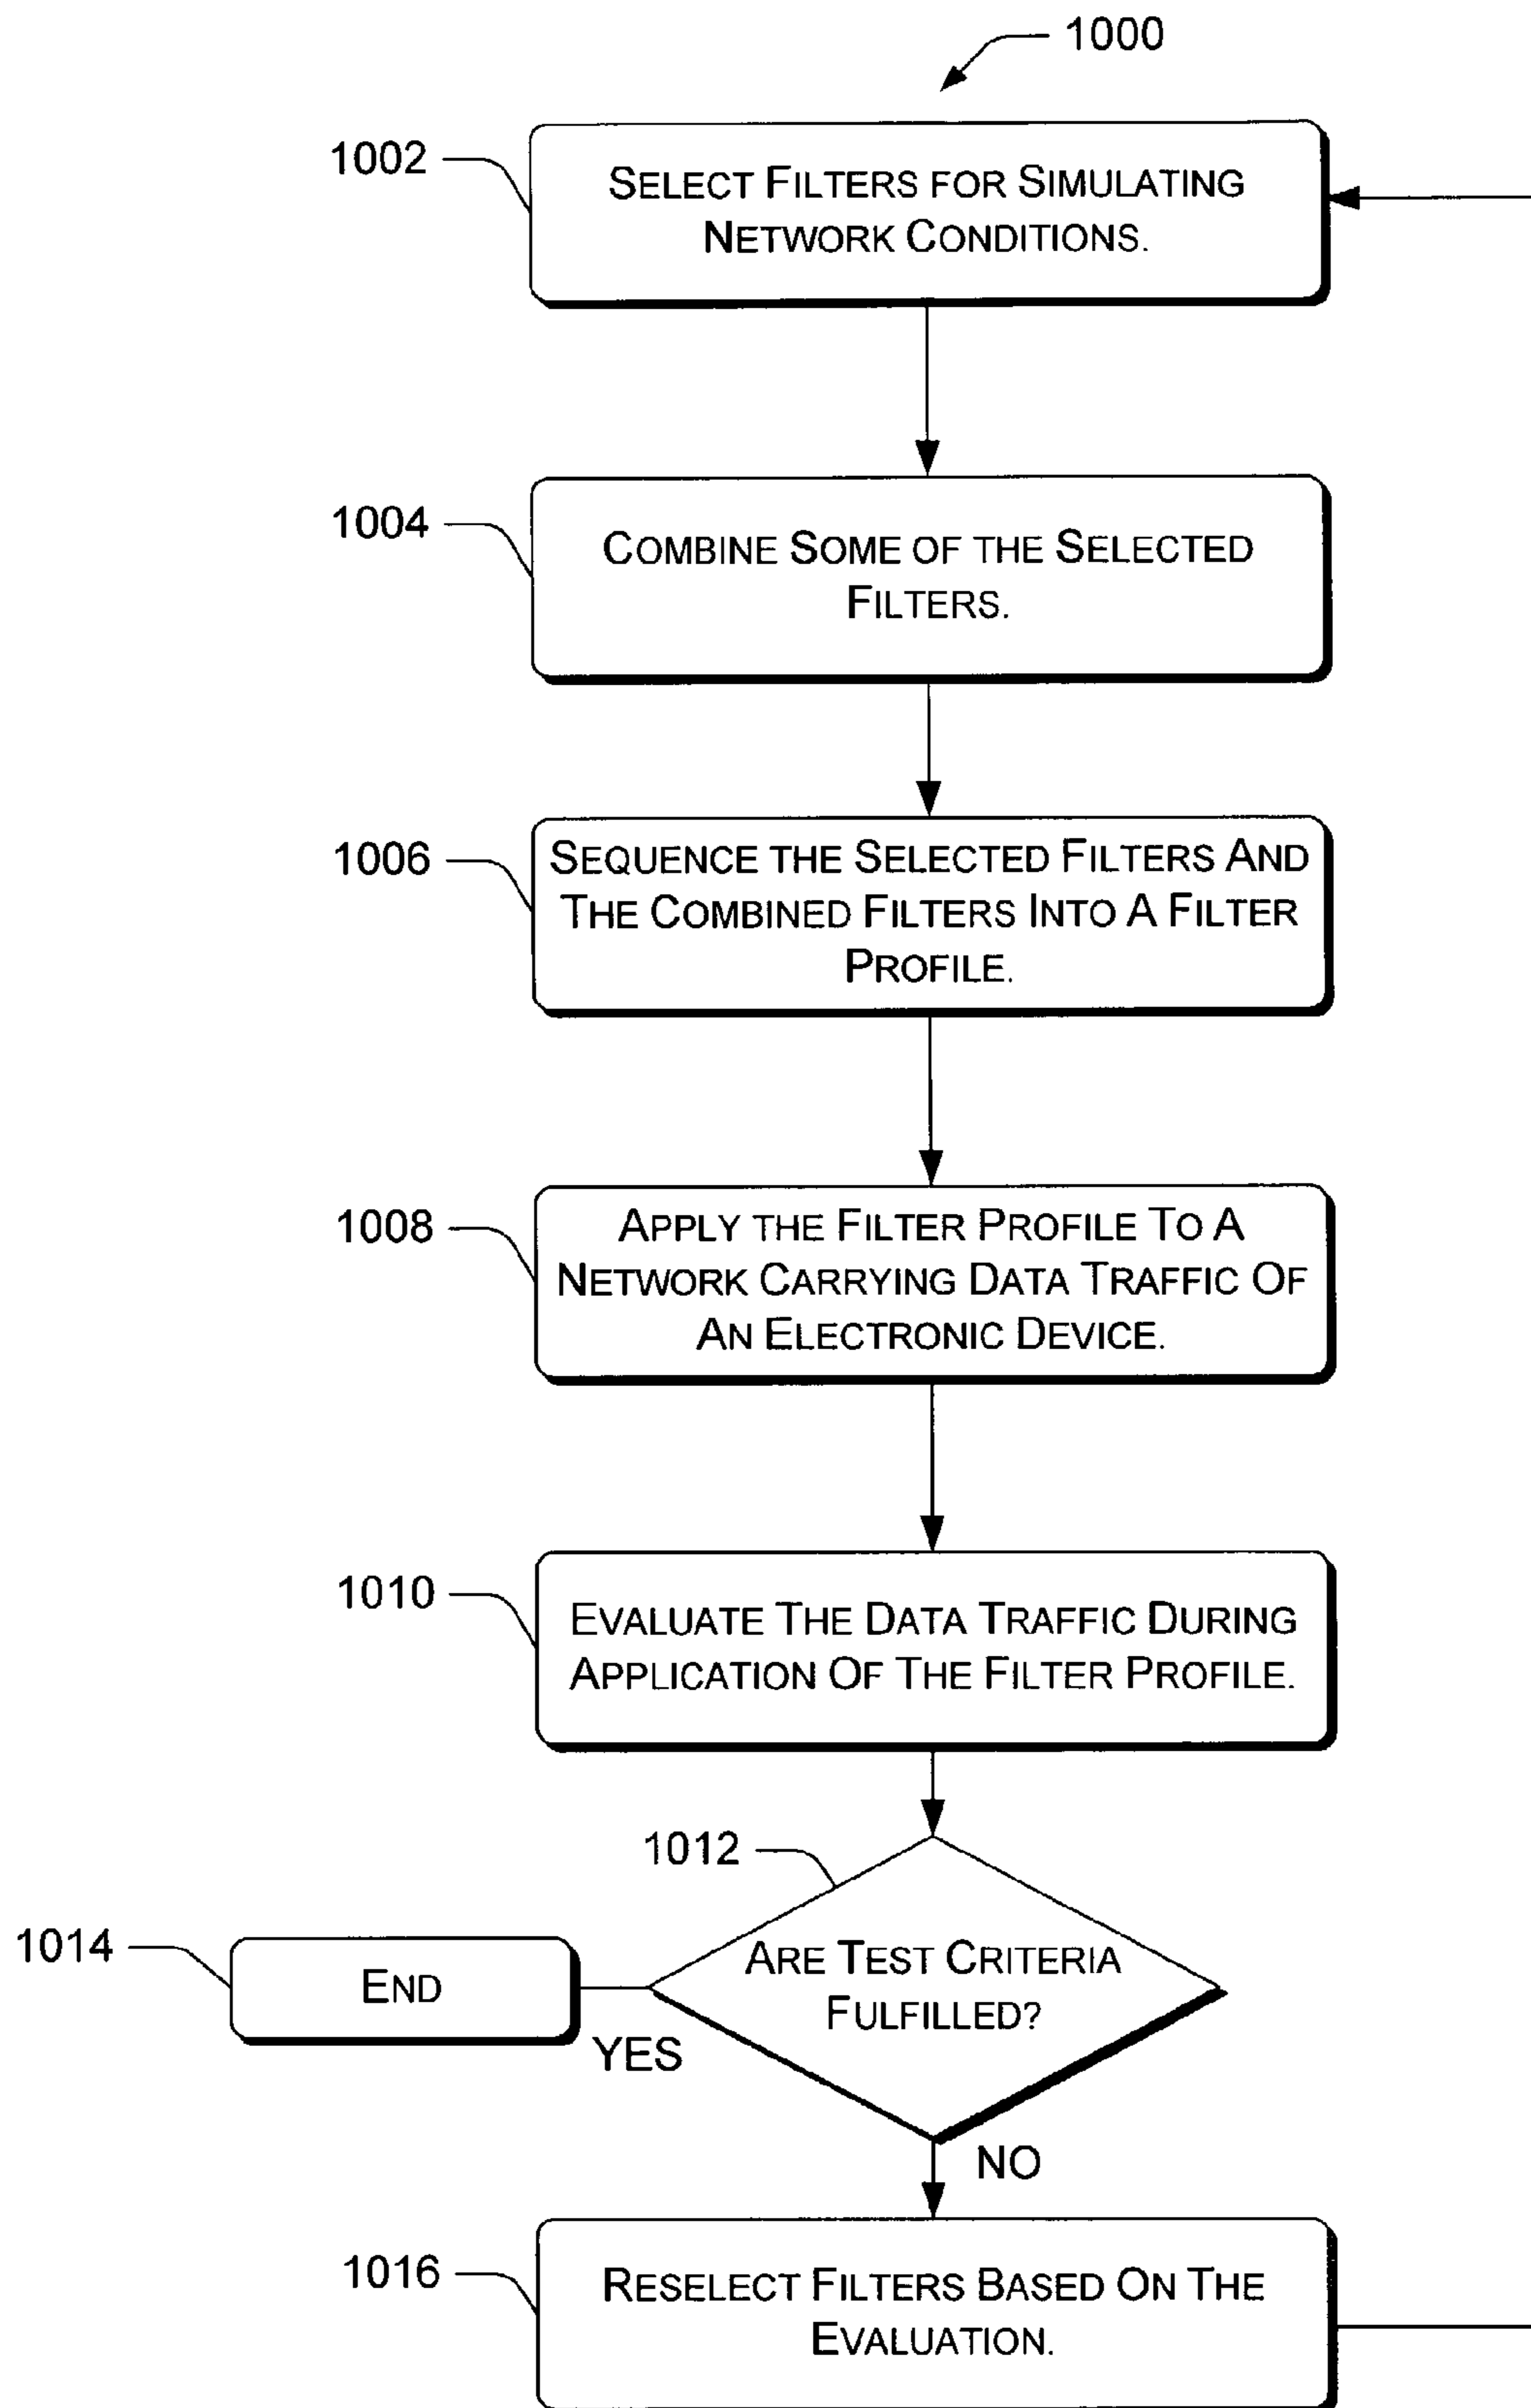 1000
1002
SELECT FILTERS FOR SIMULATING
NETWORK CONDITIONS.
1004
COMBINE SOME OF THE SELECTED
FILTERS.
1006
SEQUENCE THE SELECTED FILTERS AND
THE COMBINED FILTERS INTO A FILTER
PROFILE.
1008
APPLY THE FILTER PROFILE TO A
NETWORK CARRYING DATA TRAFFIC OF
AN ELECTRONIC DEVICE.
1010
EVALUATE THE DATA TRAFFIC DURING
APPLICATION OF THE FILTER PROFILE.
1012
ARE TEST CRITERIA
FULFILLED?
1014
END
YES
NO
1016
RESELECT FILTERS BASED ON THE
EVALUATION.